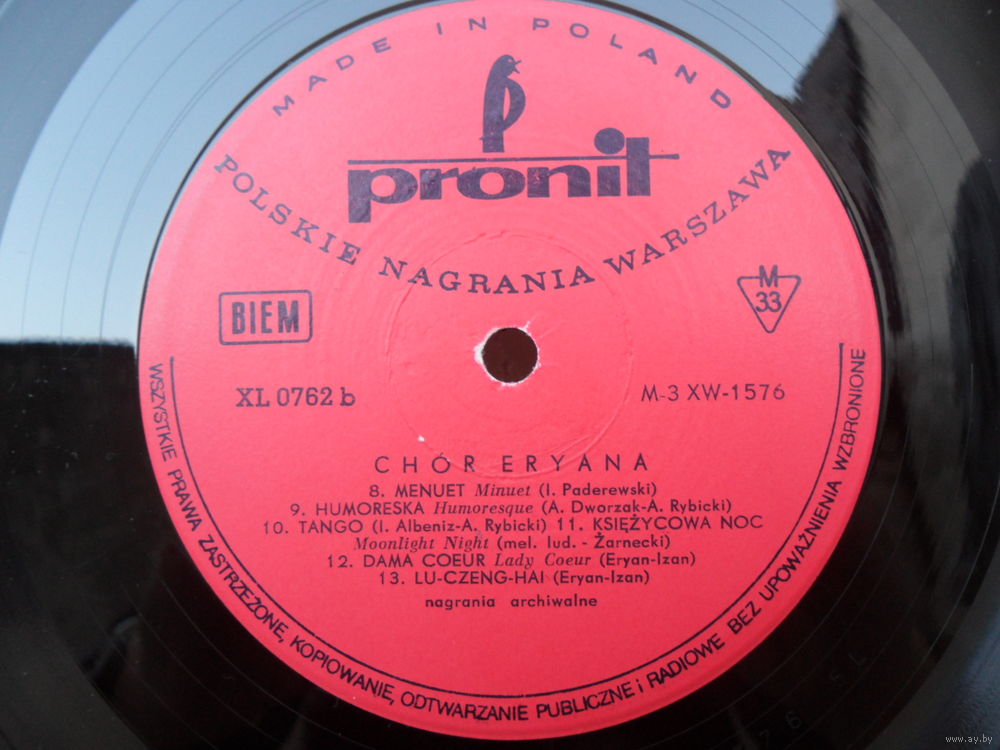 MADE IN POLAND
pronit
POLSKIE NAGRANIA WARSZAWA
BIEM
M
33
XL 0762 b
M-3 XW-1576
CHÓR ERYANA
8. MENUET Minuet (I. Paderewski)
9. HUMORESKA Humoresque (A. Dworzak-A. Rybicki)
10. TANGO (I. Albeniz-A. Rybicki) 11. KSIĘŻYCOWA NOC
Moonlight Night (mel. lud. - Żarnecki)
12. DAMA COEUR Lady Coeur (Eryan-Izan)
13. LU-CZENG-HAI (Eryan-Izan)
nagrania archiwalne
WSZYSTKIE PRAWA ZASTRZEŻONE, KOPIOWANIE, ODTWARZANIE PUBLICZNE i RADIOWE BEZ UPOWAŻNIENIA WZBRONIONE
www.ay.by